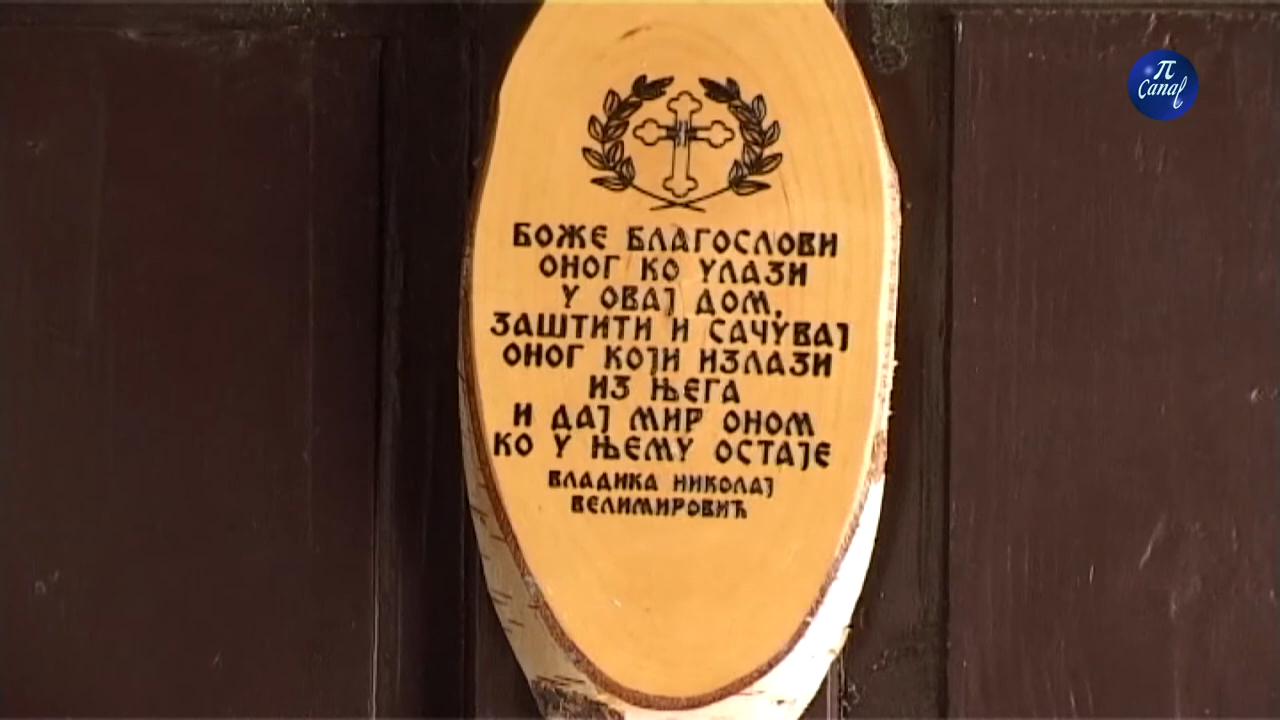 π
Canal
БОЖЕ БЛАГОСЛОВИ
ОНОГ КО УЛАЗИ
У ОВАЈ ДОМ,
ЗАШТИТИ И САЧУВАЈ
ОНОГ КОЈИ ИЗЛАЗИ
ИЗ ЊЕГА
И ДАЈ МИР ОНОМ
КО У ЊЕМУ ОСТАЈЕ
ВЛАДИКА НИКОЛАЈ
ВЕЛИМИРОВИЋ